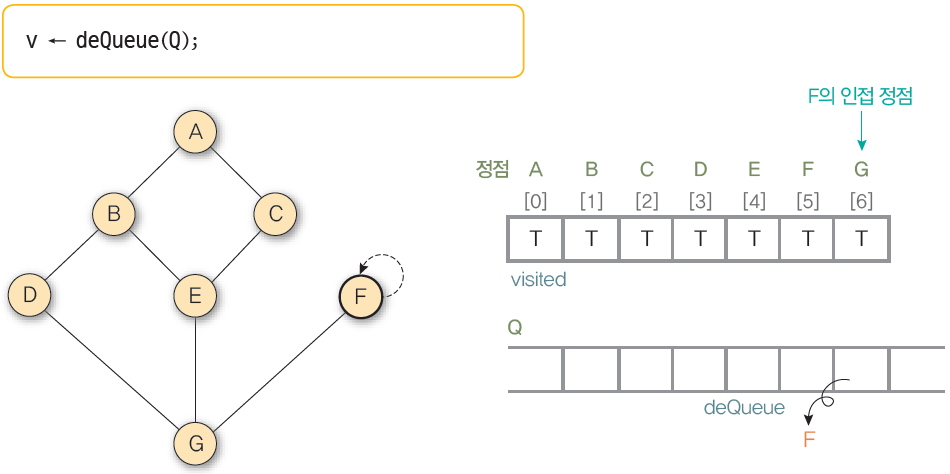 v ← deQueue(Q);
F의 인접 정점
정점 A B C D E F G
[0] [1] [2] [3] [4] [5] [6]
T T T T T T T
visited
Q
deQueue
F
A
B
C
D
E
F
G